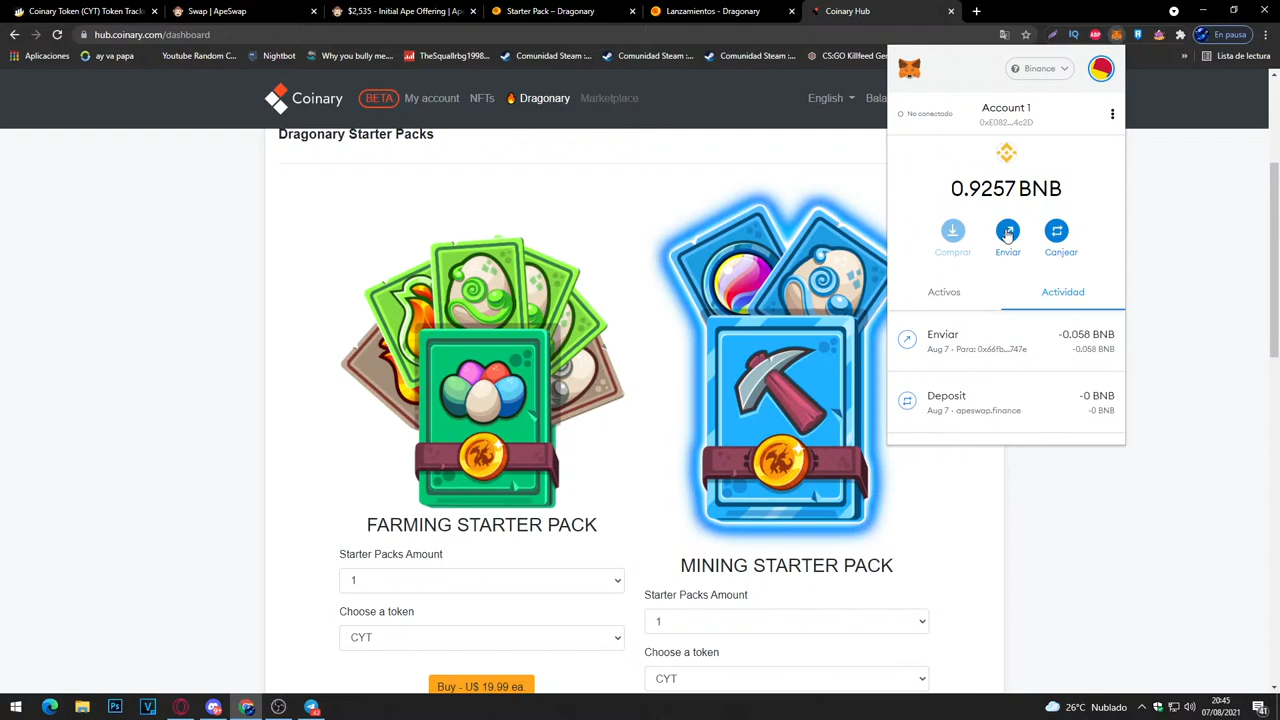 Coinary Token (CYT) Token Track
Swap | ApeSwap
$2,535 - Initial Offering | Ap
Starter Pack – Dragonary
Lanzamientos – Dragonary
Coinary Hub
hub.coinary.com/dashboard
ABP
En pausa
Aplicaciones
ay va papa
Youtube Random C...
Nightbot
Why you bully me....
TheSquallrbg1998...
Comunidad Steam ...
Comunidad Steam ...
Comunidad Steam ...
CSGO Killfeed Gen...
»
Lista de lectura
Coinary
BETA
My account
NFTs
Dragonary
Marketplace
English
Bala
Dragonary Starter Packs
Binance
No conectado
Account 1
0xE082...4c2D
0.9257 BNB
Comprar
Enviar
Canjear
Activos
Actividad
Enviar
-0.058 BNB
Aug 7 · Para: 0x66fb...747e
-0.058 BNB
Deposit
-0 BNB
Aug 7 · apeswap.finance
-0 BNB
FARMING STARTER PACK
Starter Packs Amount
1
Choose a token
CYT
Buy - U$ 19.99 ea.
MINING STARTER PACK
Starter Packs Amount
1
Choose a token
CYT
26°C Nublado
20:45
07/08/2021